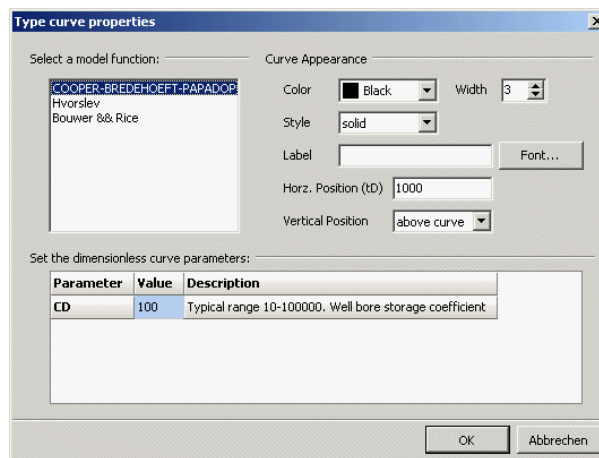 Type curve properties
Select a model function:
COOPER-BREDEHOEFT-PAPADOP
Hvorslev
Bouwer && Rice
Curve Appearance
Color Black Width 3
Style solid
Label Font...
Horz. Position (tD) 1000
Vertical Position above curve
Set the dimensionless curve parameters:
Parameter Value Description
CD 100 Typical range 10-100000. Well bore storage coefficient
OK Abbrechen